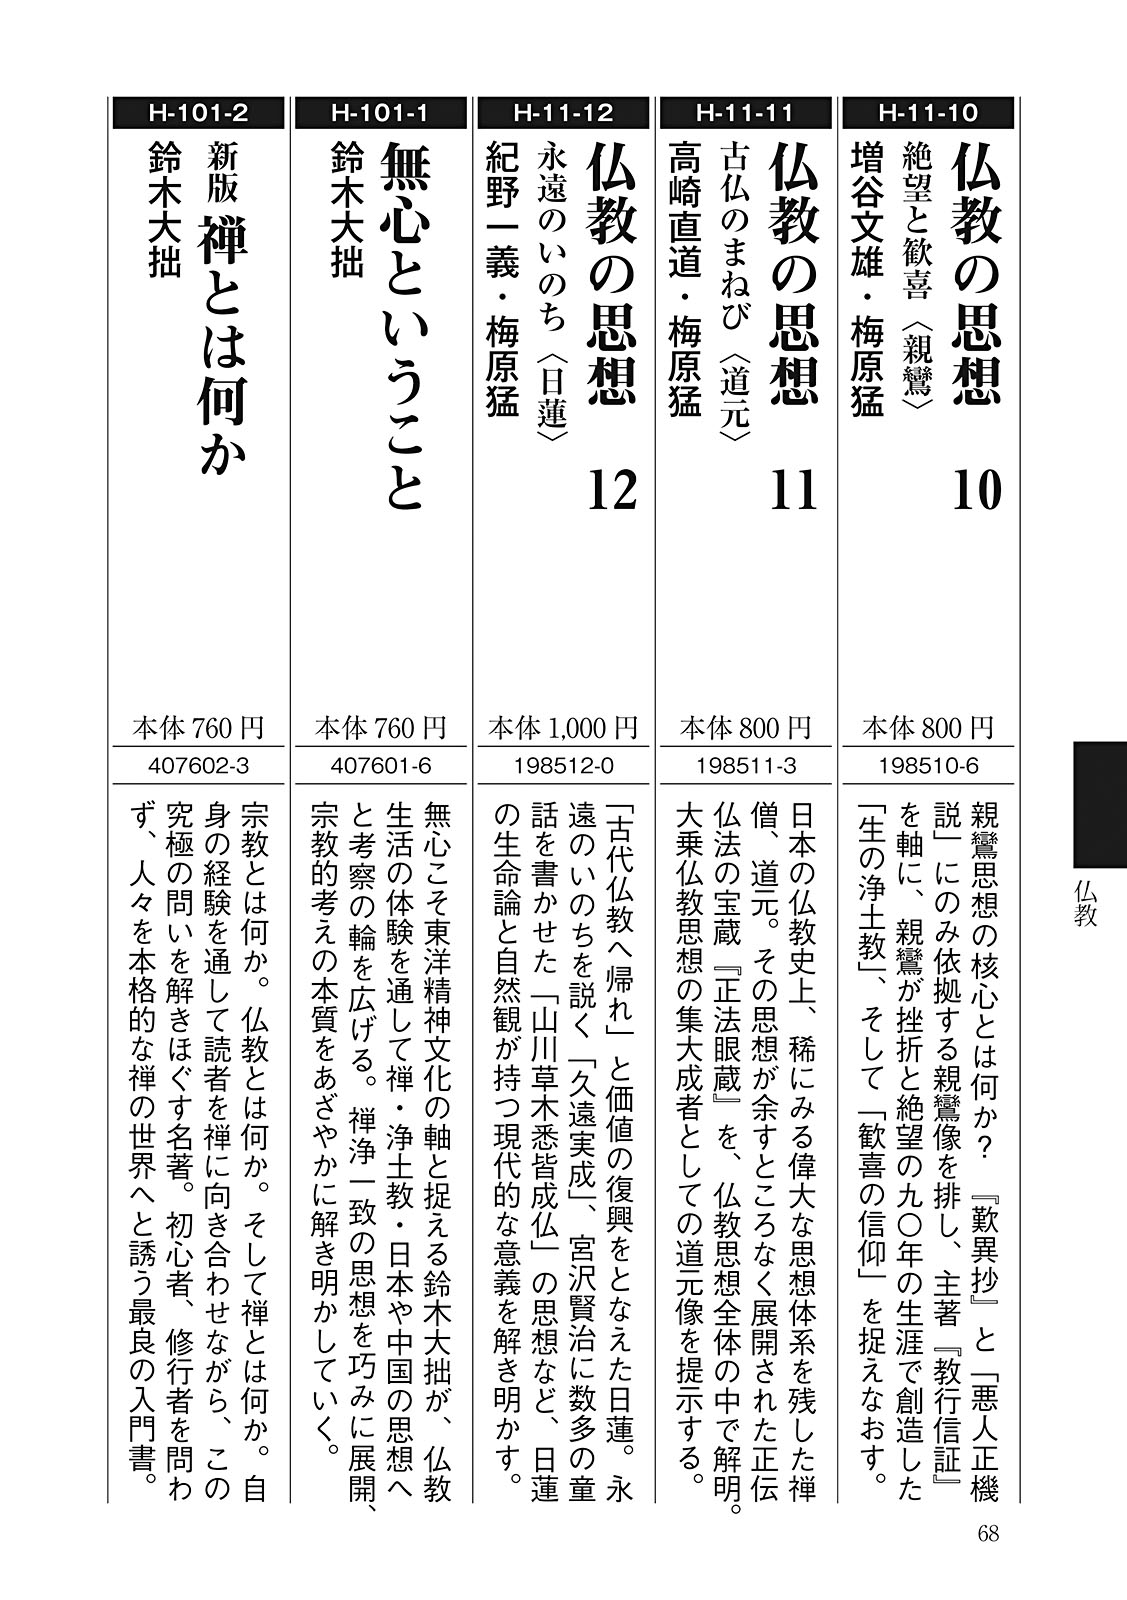 H-11-10
仏教の思想 10
絶望と歓喜〈親鸞〉
増谷文雄・梅原猛
本体 800 円
198510-6
親鸞思想の核心とは何か?『歎異抄』と「悪人正機
説」にのみ依拠する親鸞像を排し、主著『教行信証』
を軸に、親鸞が挫折と絶望の九〇年の生涯で創造した
「生の浄土教」、そして「歓喜の信仰」を捉えなおす。
H-11-11
仏教の思想 11
古仏のまねび〈道元〉
高崎直道・梅原猛
本体 800 円
198511-3
日本の仏教史上、稀にみる偉大な思想体系を残した禅
僧、道元。その思想が余すところなく展開された正伝
仏法の宝蔵『正法眼蔵』を、仏教思想全体の中で解明。
大乗仏教思想の集大成者としての道元像を提示する。
H-11-12
仏教の思想 12
永遠のいのち〈日蓮〉
紀野一義・梅原猛
本体 1,000 円
198512-0
「古代仏教へ帰れ」と価値の復興をとなえた日蓮。永
遠のいのちを説く「久遠実成」、宮沢賢治に数多の童
話を書かせた「山川草木悉皆成仏」の思想など、日蓮
の生命論と自然観が持つ現代的な意義を解き明かす。
H-101-1
無心ということ
鈴木大拙
本体 760 円
407601-6
無心こそ東洋精神文化の軸と捉える鈴木大拙が、仏教
生活の体験を通して禅・浄土教・日本や中国の思想へ
と考察の輪を広げる。禅浄一致の思想を巧みに展開、
宗教的考えの本質をあざやかに解き明かしていく。
H-101-2
新版 禅とは何か
鈴木大拙
本体 760 円
407602-3
宗教とは何か。仏教とは何か。そして禅とは何か。自
身の経験を通して読者を禅に向き合わせながら、この
究極の問いを解きほぐす名著。初心者、修行者を問わ
ず、人々を本格的な禅の世界へと誘う最良の入門書。
仏教
68